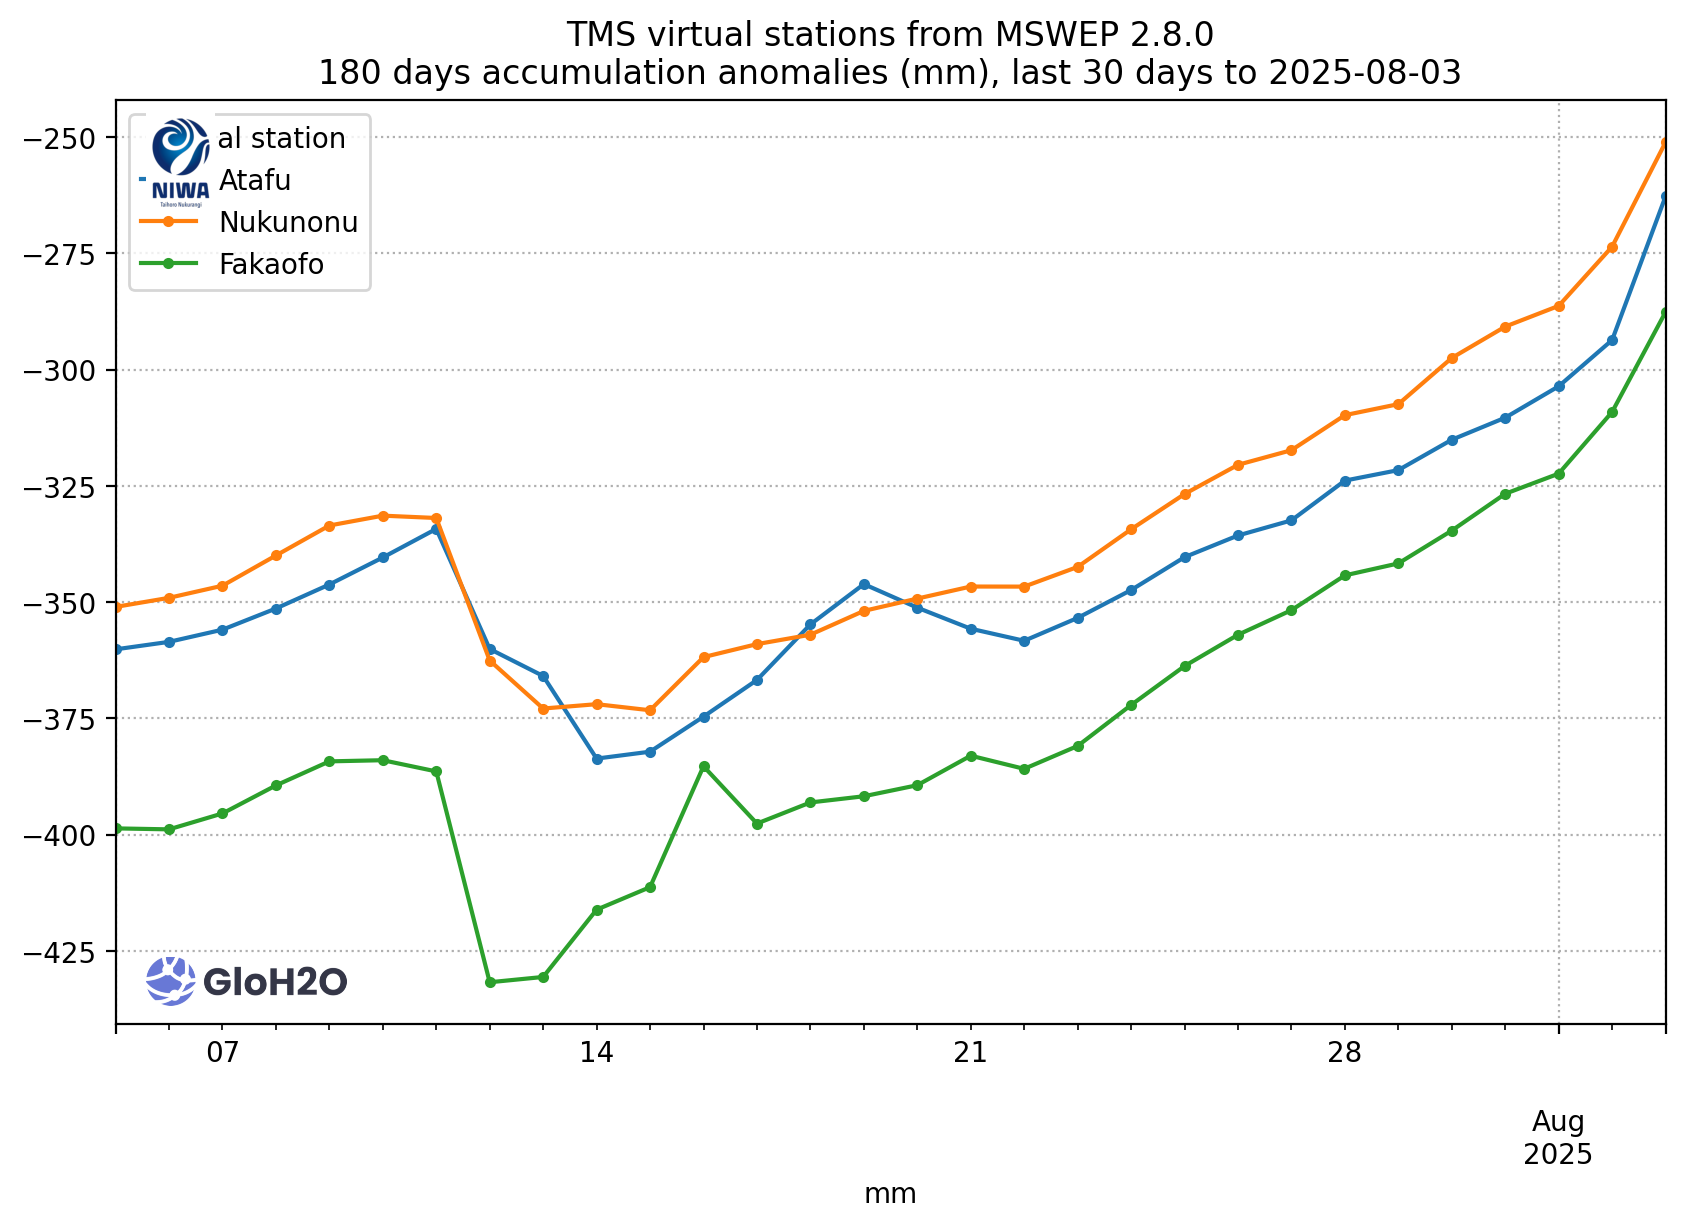 TMS virtual stations from MSWEP 2.8.0
180 days accumulation anomalies (mm), last 30 days to 2025-08-03
−250
−275
−300
−325
−350
−375
−400
−425
al station
Atafu
Nukunonu
Fakaofo
NIWA
Taihoro Nukurangi
GloH2O
07
14
21
28
Aug
2025
mm